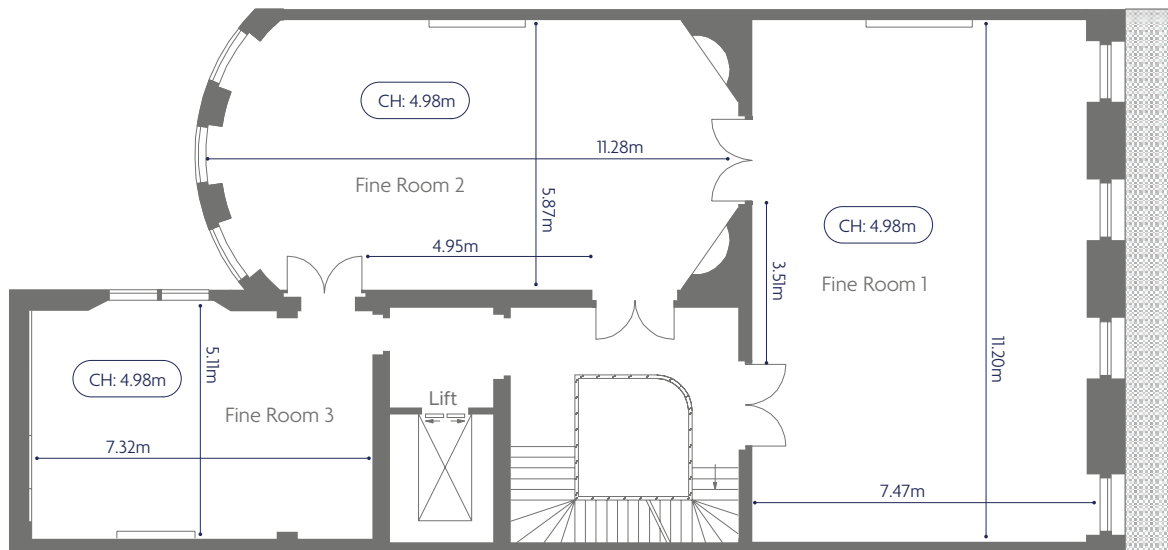 CH: 4.98m
11.28m
Fine Room 2
5.87m
4.95m
CH: 4.98m
3.51m
Fine Room 1
11.20m
7.47m
5.11m
CH: 4.98m
Fine Room 3
7.32m
Lift